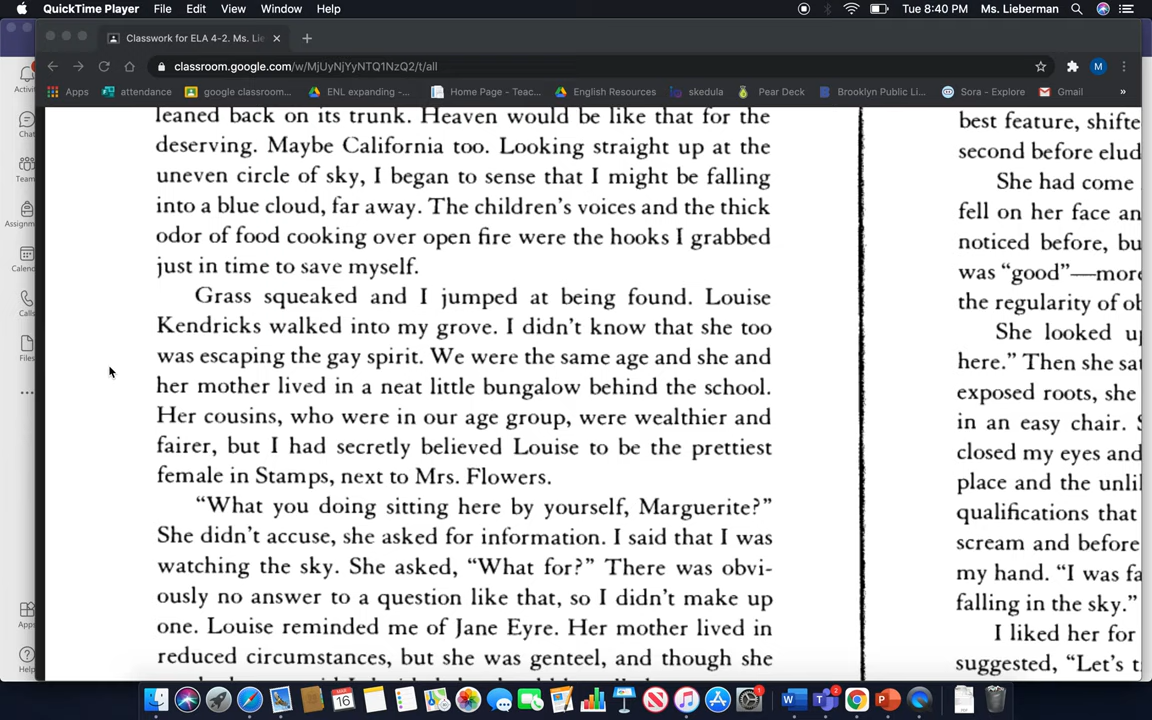 QuickTime Player File Edit View Window Help Tue 8:40 PM Ms. Lieberman
Classwork for ELA 4-2. Ms. Lie
classroom.google.com/w/MjUyNjYyNTQ1NzQ2/t/all
Apps attendance google classroom... ENL expanding -... Home Page - Teac... English Resources skedula Pear Deck Brooklyn Public Li... Sora - Explore Gmail
Activi
Chat
Team
Assignm
Calenc
Calls
Files
Apps
Help
leaned back on its trunk. Heaven would be like that for the
deserving. Maybe California too. Looking straight up at the
uneven circle of sky, I began to sense that I might be falling
into a blue cloud, far away. The children's voices and the thick
odor of food cooking over open fire were the hooks I grabbed
just in time to save myself.
Grass squeaked and I jumped at being found. Louise
Kendricks walked into my grove. I didn't know that she too
was escaping the gay spirit. We were the same age and she and
her mother lived in a neat little bungalow behind the school.
Her cousins, who were in our age group, were wealthier and
fairer, but I had secretly believed Louise to be the prettiest
female in Stamps, next to Mrs. Flowers.
"What you doing sitting here by yourself, Marguerite?"
She didn't accuse, she asked for information. I said that I was
watching the sky. She asked, "What for?" There was obvi-
ously no answer to a question like that, so I didn't make up
one. Louise reminded me of Jane Eyre. Her mother lived in
reduced circumstances, but she was genteel, and though she
best feature, shifte
second before elud
She had come
fell on her face an
noticed before, bu
was "good"—more
the regularity of ob
She looked up
here." Then she sat
exposed roots, she
in an easy chair. S
closed my eyes and
place and the unli
qualifications that
scream and before
my hand. "I was fa
falling in the sky."
I liked her for
suggested, "Let's t
MAR
16
1
2